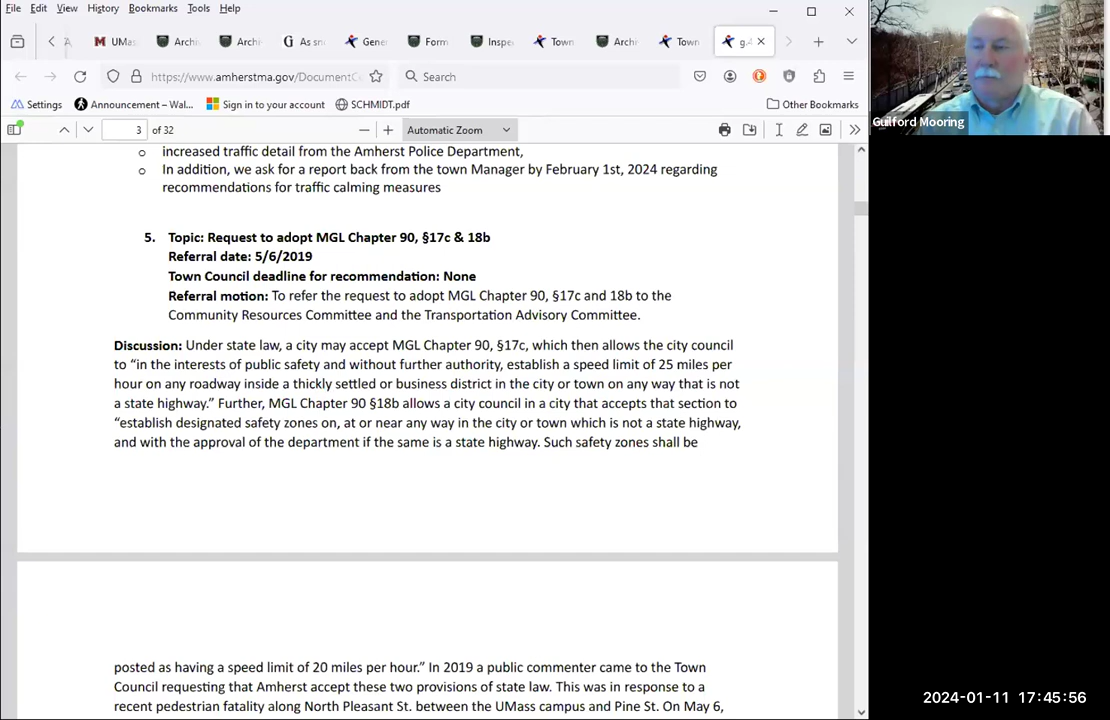 File Edit View History Bookmarks Tools Help
UMa: Archi Archi G As sn Gene Form Inspe Town Archi Town g.
https://www.amherstma.gov/DocumentC Search
Settings Announcement – Wal... Sign in to your account SCHMIDT.pdf Other Bookmarks
3 of 32 Automatic Zoom
o increased traffic detail from the Amherst Police Department,
o In addition, we ask for a report back from the town Manager by February 1st, 2024 regarding
recommendations for traffic calming measures
5. Topic: Request to adopt MGL Chapter 90, §17c & 18b
Referral date: 5/6/2019
Town Council deadline for recommendation: None
Referral motion: To refer the request to adopt MGL Chapter 90, §17c and 18b to the
Community Resources Committee and the Transportation Advisory Committee.
Discussion: Under state law, a city may accept MGL Chapter 90, §17c, which then allows the city council
to “in the interests of public safety and without further authority, establish a speed limit of 25 miles per
hour on any roadway inside a thickly settled or business district in the city or town on any way that is not
a state highway.” Further, MGL Chapter 90 §18b allows a city council in a city that accepts that section to
“establish designated safety zones on, at or near any way in the city or town which is not a state highway,
and with the approval of the department if the same is a state highway. Such safety zones shall be
posted as having a speed limit of 20 miles per hour.” In 2019 a public commenter came to the Town
Council requesting that Amherst accept these two provisions of state law. This was in response to a
recent pedestrian fatality along North Pleasant St. between the UMass campus and Pine St. On May 6,
Guilford Mooring
2024-01-11 17:45:56